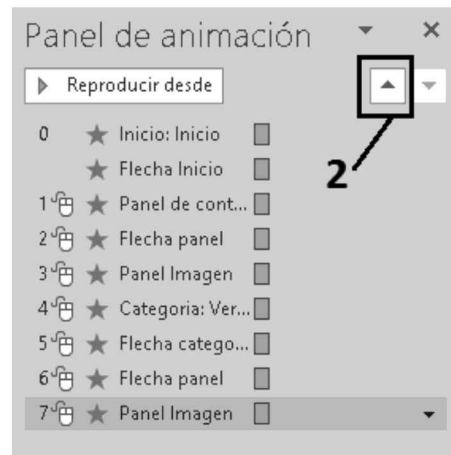 Panel de animación
Reproducir desde
2
0 Inicio: Inicio
Flecha Inicio
1 Panel de cont...
2 Flecha panel
3 Panel Imagen
4 Categoria: Ver...
5 Flecha catego...
6 Flecha panel
7 Panel Imagen